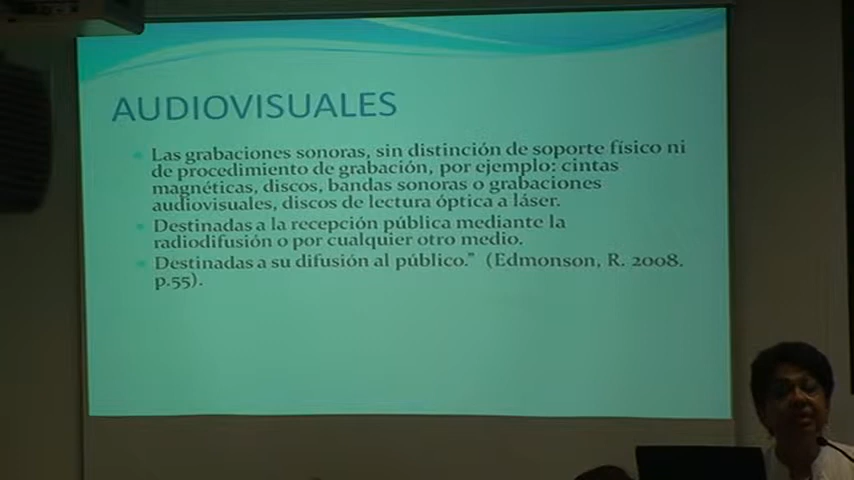 AUDIOVISUALES
Las grabaciones sonoras, sin distinción de soporte físico ni
de procedimiento de grabación, por ejemplo: cintas
magnéticas, discos, bandas sonoras o grabaciones
audiovisuales, discos de lectura óptica a láser.
Destinadas a la recepción pública mediante la
radiodifusión o por cualquier otro medio.
Destinadas a su difusión al público.” (Edmonson, R. 2008.
p.55).